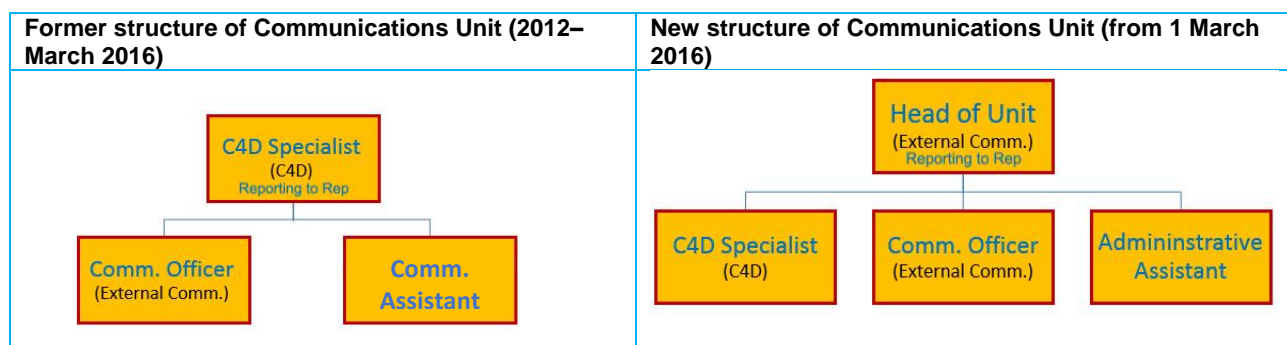 Former structure of Communications Unit (2012–
March 2016)
New structure of Communications Unit (from 1 March
2016)
C4D Specialist
(C4D)
Reporting to Rep
Comm. Officer
(External Comm.)
Comm.
Assistant
Head of Unit
(External Comm.)
Reporting to Rep
C4D Specialist
(C4D)
Comm. Officer
(External Comm.)
Admininstrative
Assistant